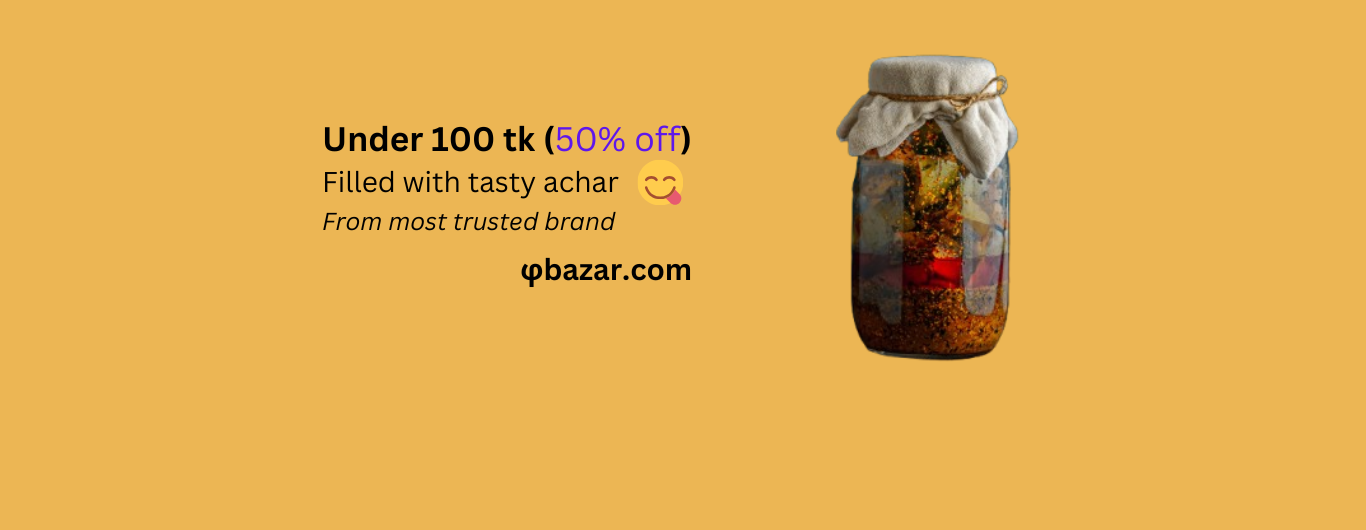 Under 100 tk (50% off)
Filled with tasty achar 😋
From most trusted brand
φbazar.com